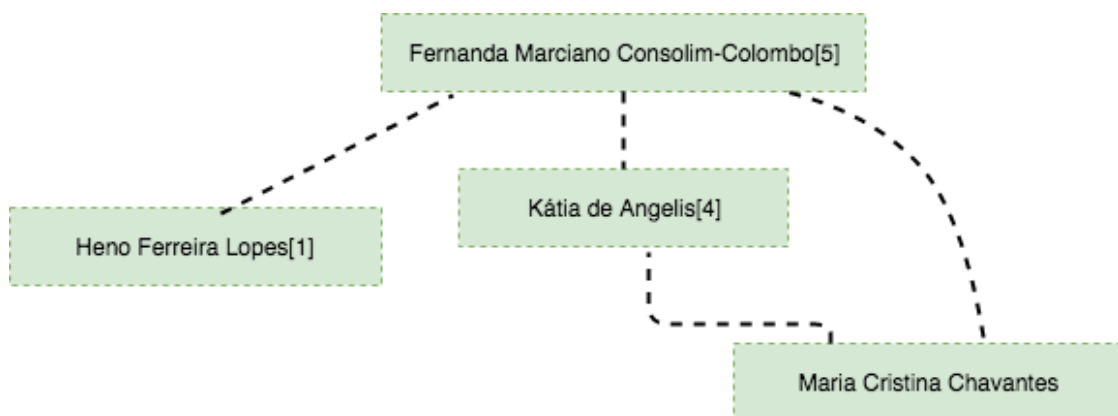 Fernanda Marciano Consolim-Colombo[5]
Kátia de Angelis[4]
Heno Ferreira Lopes[1]
Maria Cristina Chavantes